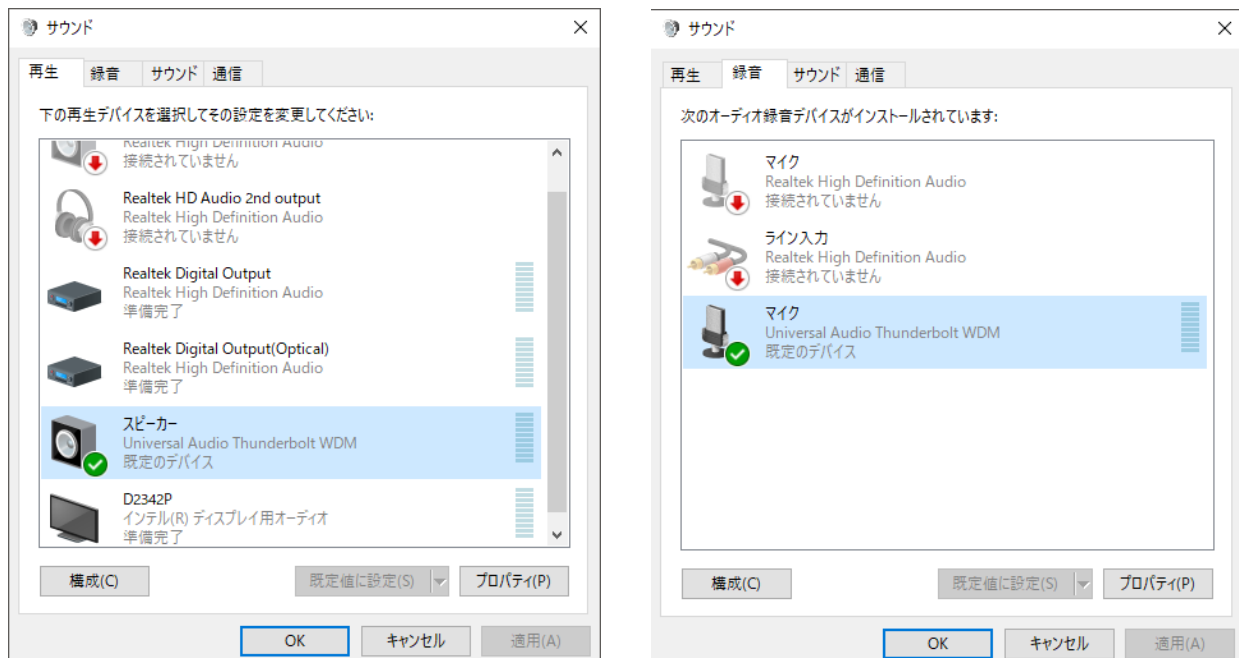 サウンド
再生 録音 サウンド 通信
下の再生デバイスを選択してその設定を変更してください:
Realtek High Definition Audio
接続されていません
Realtek HD Audio 2nd output
Realtek High Definition Audio
接続されていません
Realtek Digital Output
Realtek High Definition Audio
準備完了
Realtek Digital Output(Optical)
Realtek High Definition Audio
準備完了
スピーカー
Universal Audio Thunderbolt WDM
既定のデバイス
D2342P
インテル(R) ディスプレイ用オーディオ
準備完了
構成(C) 既定値に設定(S) プロパティ(P)
OK キャンセル 適用(A)
サウンド
再生 録音 サウンド 通信
次のオーディオ録音デバイスがインストールされています:
マイク
Realtek High Definition Audio
接続されていません
ライン入力
Realtek High Definition Audio
接続されていません
マイク
Universal Audio Thunderbolt WDM
既定のデバイス
構成(C) 既定値に設定(S) プロパティ(P)
OK キャンセル 適用(A)